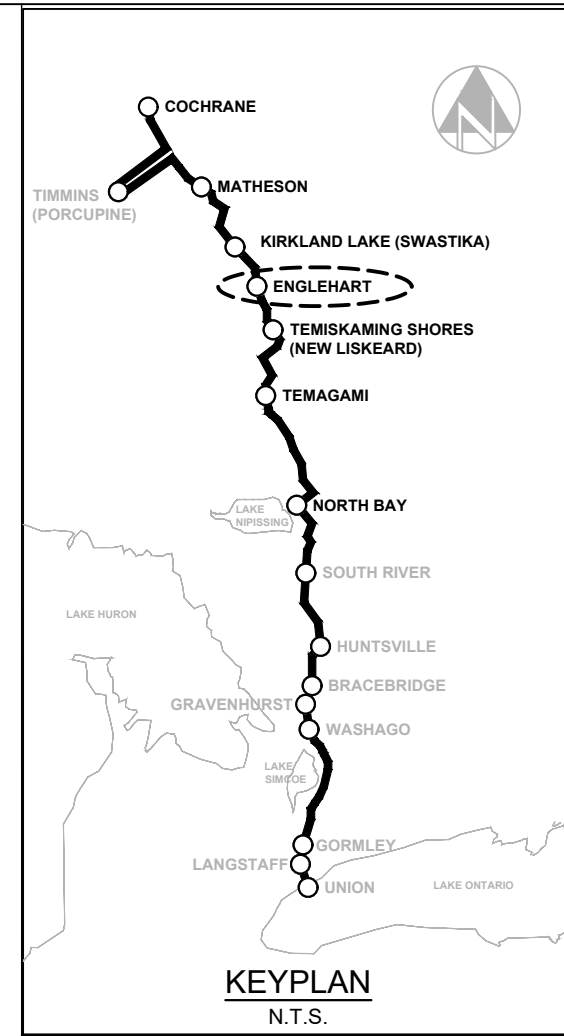 N
COCHRANE
MATHESON
TIMMINS
(PORCUPINE)
KIRKLAND LAKE (SWASTIKA)
ENGLEHART
TEMISKAMING SHORES
(NEW LISKEARD)
TEMAGAMI
LAKE
NIPISSING
NORTH BAY
SOUTH RIVER
LAKE HURON
HUNTSVILLE
BRACEBRIDGE
GRAVENHURST
WASHAGO
LAKE
SIMCOE
GORMLEY
LANGSTAFF
UNION
LAKE ONTARIO
KEYPLAN
N.T.S.